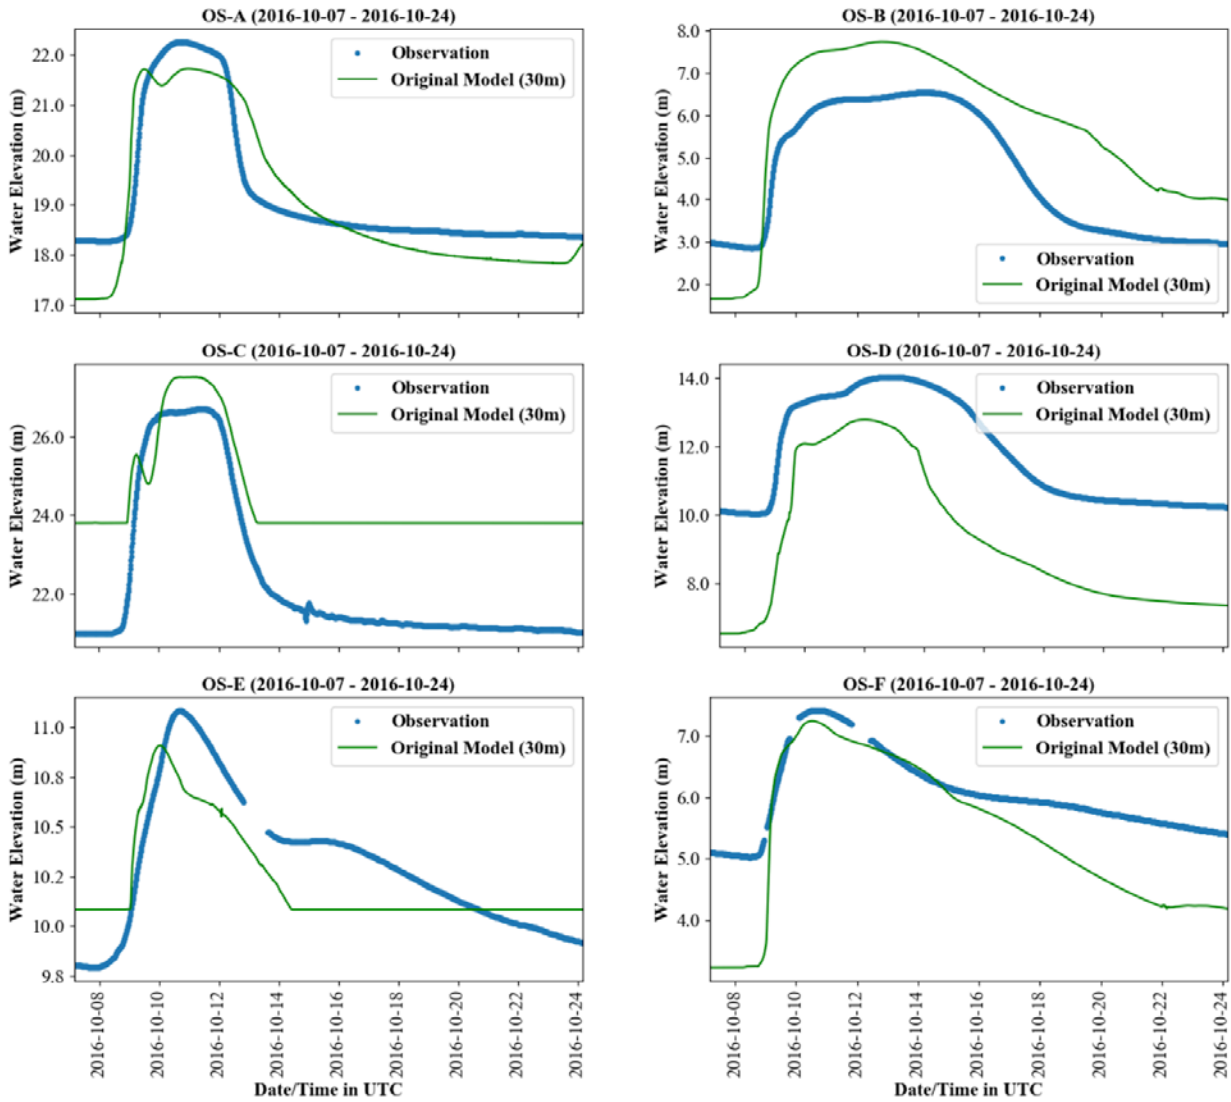 OS-A (2016-10-07 - 2016-10-24)
Water Elevation (m)
22.0
21.0
20.0
19.0
18.0
17.0
Observation
Original Model (30m)
OS-B (2016-10-07 - 2016-10-24)
Water Elevation (m)
8.0
7.0
6.0
5.0
4.0
3.0
2.0
Observation
Original Model (30m)
OS-C (2016-10-07 - 2016-10-24)
Water Elevation (m)
26.0
24.0
22.0
Observation
Original Model (30m)
OS-D (2016-10-07 - 2016-10-24)
Water Elevation (m)
14.0
12.0
10.0
8.0
Observation
Original Model (30m)
OS-E (2016-10-07 - 2016-10-24)
Water Elevation (m)
11.0
10.8
10.5
10.2
10.0
9.8
Observation
Original Model (30m)
2016-10-08
2016-10-10
2016-10-12
2016-10-14
2016-10-16
2016-10-18
2016-10-20
2016-10-22
2016-10-24
Date/Time in UTC
OS-F (2016-10-07 - 2016-10-24)
Water Elevation (m)
7.0
6.0
5.0
4.0
Observation
Original Model (30m)
2016-10-08
2016-10-10
2016-10-12
2016-10-14
2016-10-16
2016-10-18
2016-10-20
2016-10-22
2016-10-24
Date/Time in UTC